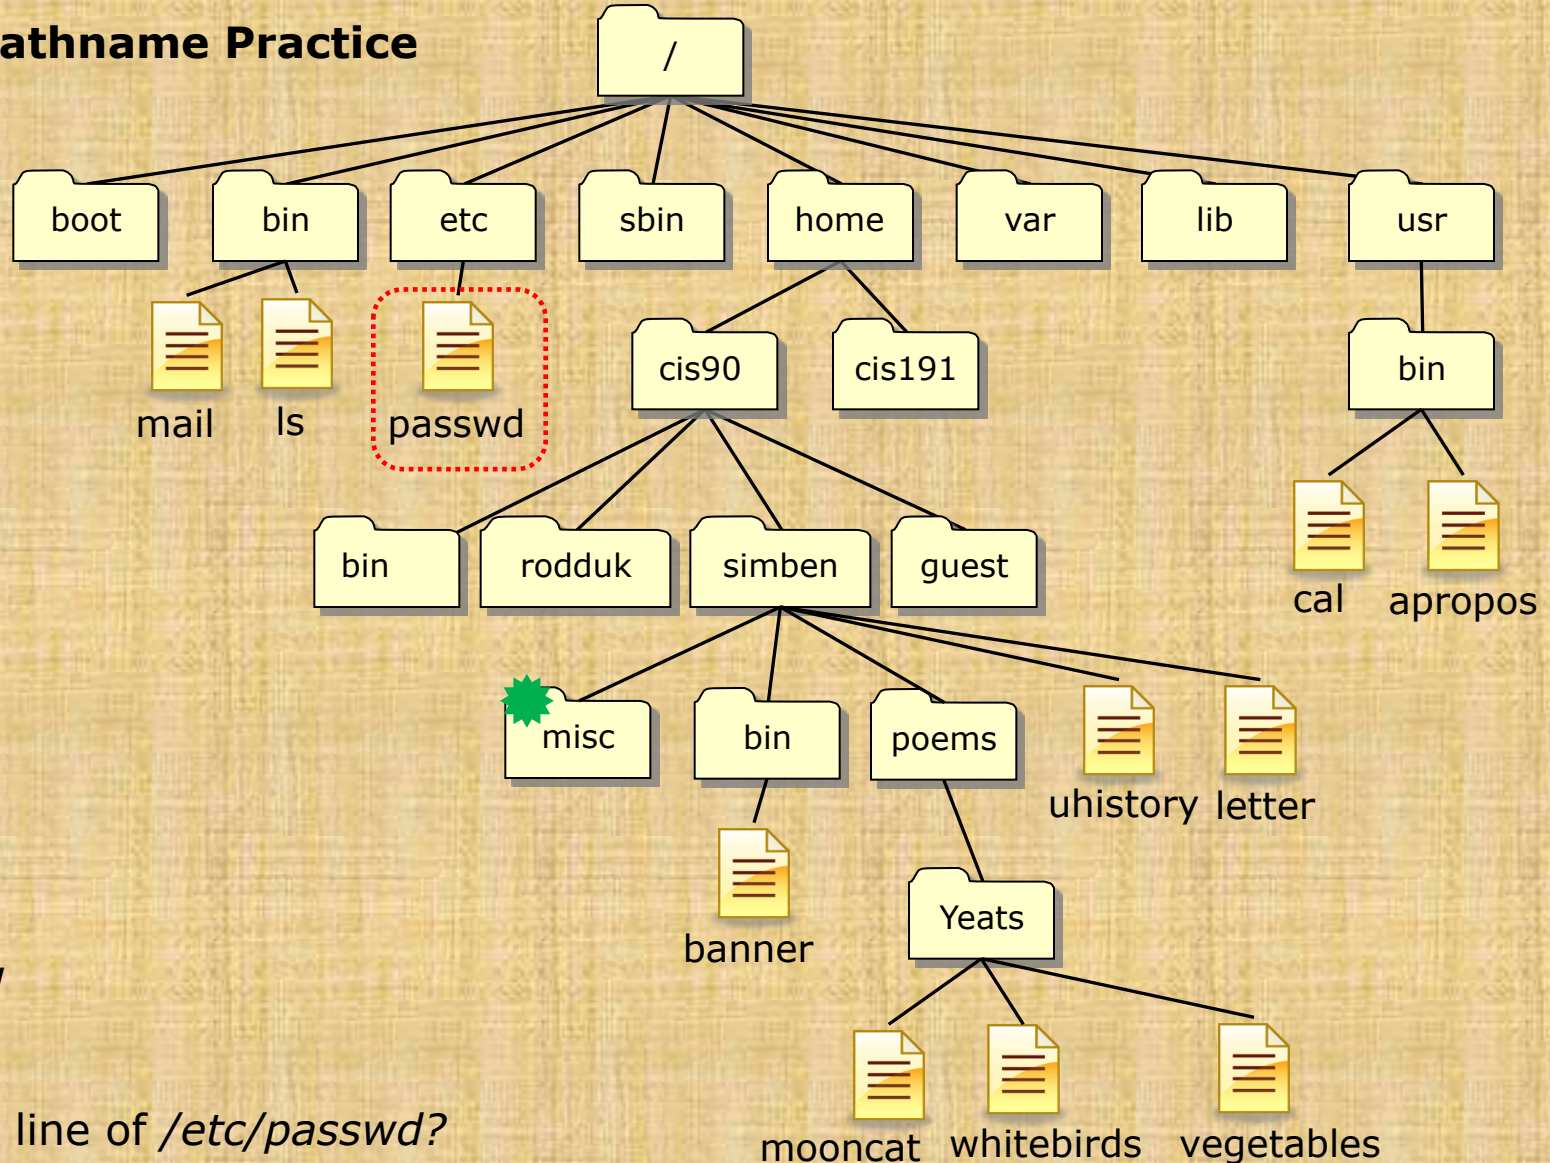 athname Practice
/
boot bin etc sbin home var lib usr
mail ls passwd cis90 cis191 bin
bin rodduk simben guest cal apropos
misc bin poems uhistory letter
banner Yeats
line of /etc/passwd?
mooncat whitebirds vegetables